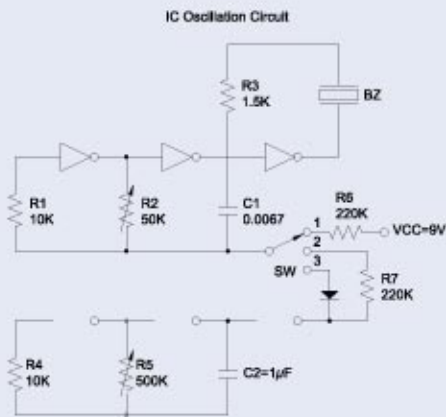 IC Oscillation Circuit
R3
1.5K
BZ
R1
10K
R2
50K
C1
0.0067
R6
220K
1
VCC=9V
2
SW
3
R7
220K
R4
10K
R5
500K
C2=1µF